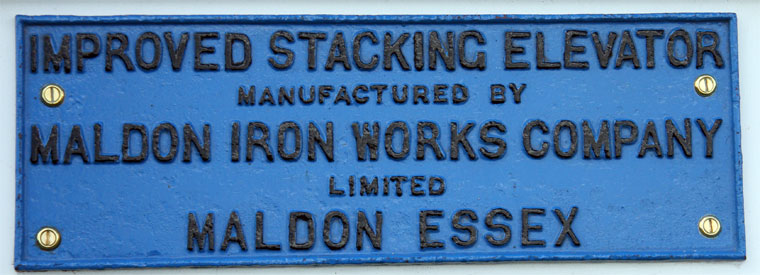 IMPROVED STACKING ELEVATOR
MANUFACTURED BY
MALDON IRON WORKS COMPANY
LIMITED
MALDON ESSEX